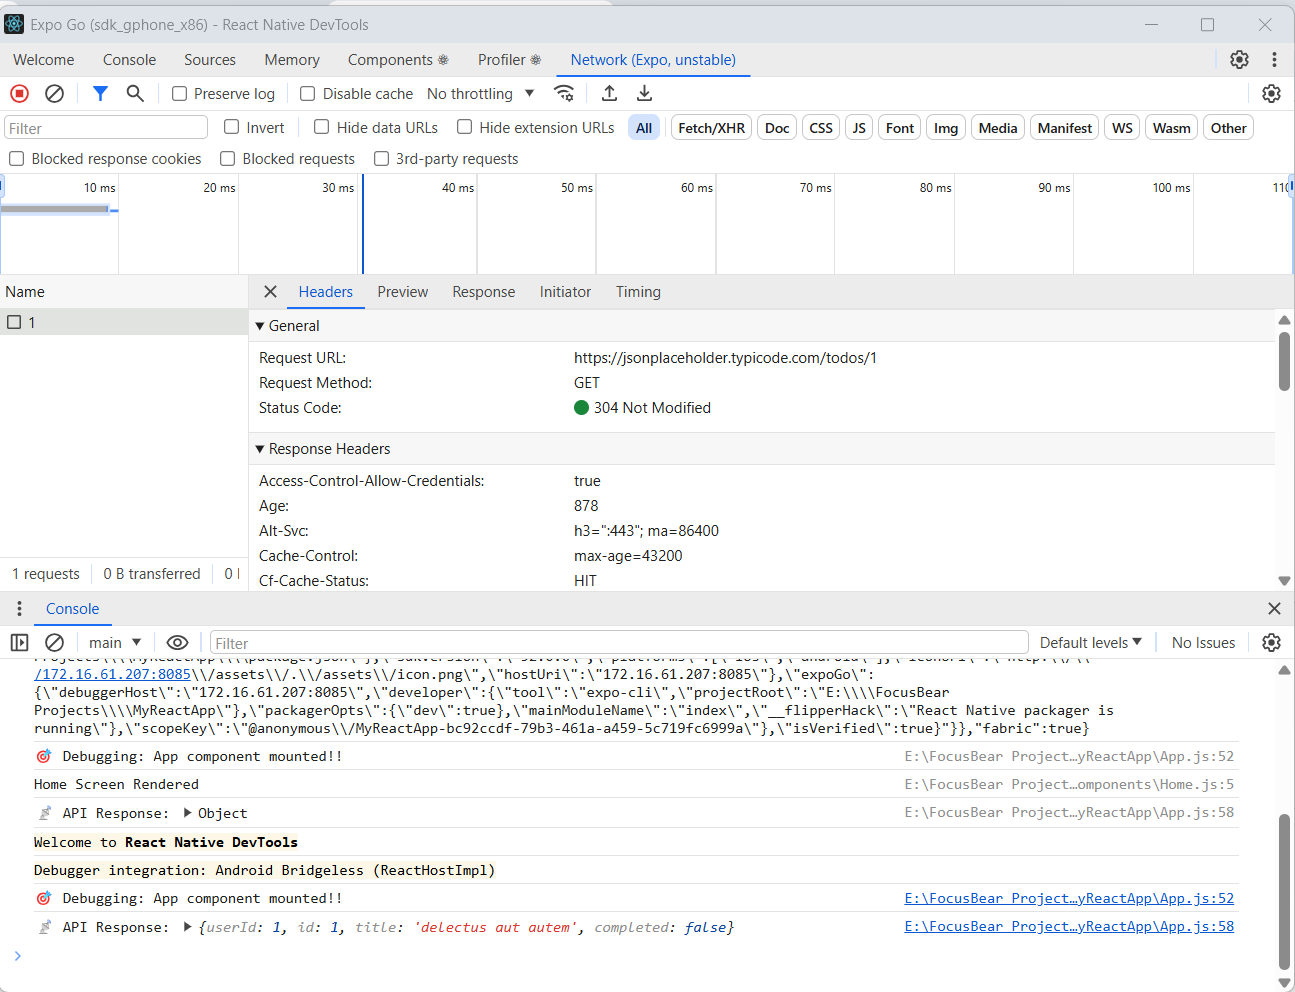 Expo Go (sdk_gphone_x86) - React Native DevTools
Welcome Console Sources Memory Components Profiler Network (Expo, unstable)
Preserve log Disable cache No throttling
Filter Invert Hide data URLs Hide extension URLs All Fetch/XHR Doc CSS JS Font Img Media Manifest WS Wasm Other
Blocked response cookies Blocked requests 3rd-party requests
10 ms 20 ms 30 ms 40 ms 50 ms 60 ms 70 ms 80 ms 90 ms 100 ms 110
Name
1
1 requests 0 B transferred 0
Headers Preview Response Initiator Timing
General
Request URL: https://jsonplaceholder.typicode.com/todos/1
Request Method: GET
Status Code: 304 Not Modified
Response Headers
Access-Control-Allow-Credentials: true
Age: 878
Alt-Svc: h3=":443"; ma=86400
Cache-Control: max-age=43200
Cf-Cache-Status: HIT
Console
main Filter Default levels No Issues
/172.16.61.207:8085\\/assets\\/.\\/assets\\/icon.png\",\"hostUri\":\"172.16.61.207:8085\"},\"expoGo\":
{\"debuggerHost\":\"172.16.61.207:8085\",\"developer\":{\"tool\":\"expo-cli\",\"projectRoot\":\"E:\\\\FocusBear
Projects\\\\MyReactApp\"},\"packagerOpts\":{\"dev\":true},\"mainModuleName\":\"index\",\"__flipperHack\":\"React Native packager is
running\"},\"scopeKey\":\"@anonymous\\/MyReactApp-bc92ccdf-79b3-461a-a459-5c719fc6999a\"},\"isVerified\":true}"}},"fabric":true}
Debugging: App component mounted!! E:\FocusBear Project…yReactApp\App.js:52
Home Screen Rendered E:\FocusBear Project…omponents\Home.js:5
API Response: Object E:\FocusBear Project…yReactApp\App.js:58
Welcome to React Native DevTools
Debugger integration: Android Bridgeless (ReactHostImpl)
Debugging: App component mounted!! E:\FocusBear Project…yReactApp\App.js:52
API Response: {userId: 1, id: 1, title: 'delectus aut autem', completed: false} E:\FocusBear Project…yReactApp\App.js:58